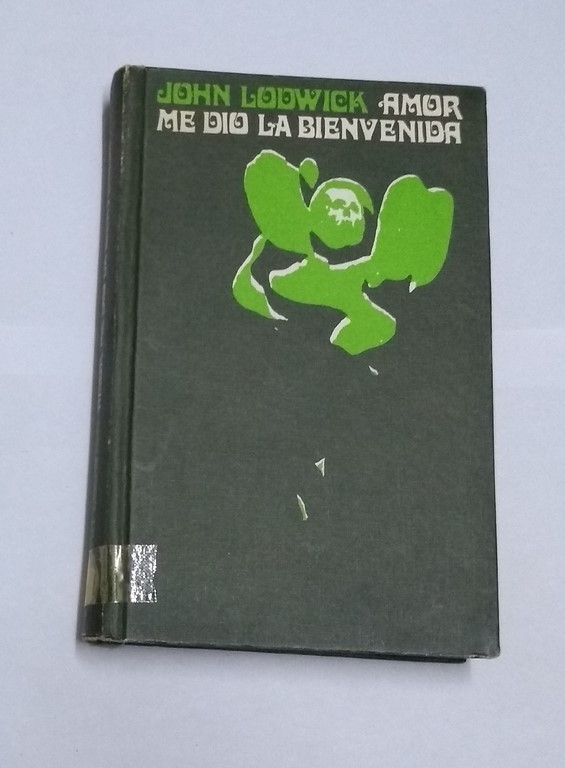 JOHN LODWICK AMOR
ME DIO LA BIENVENIDA